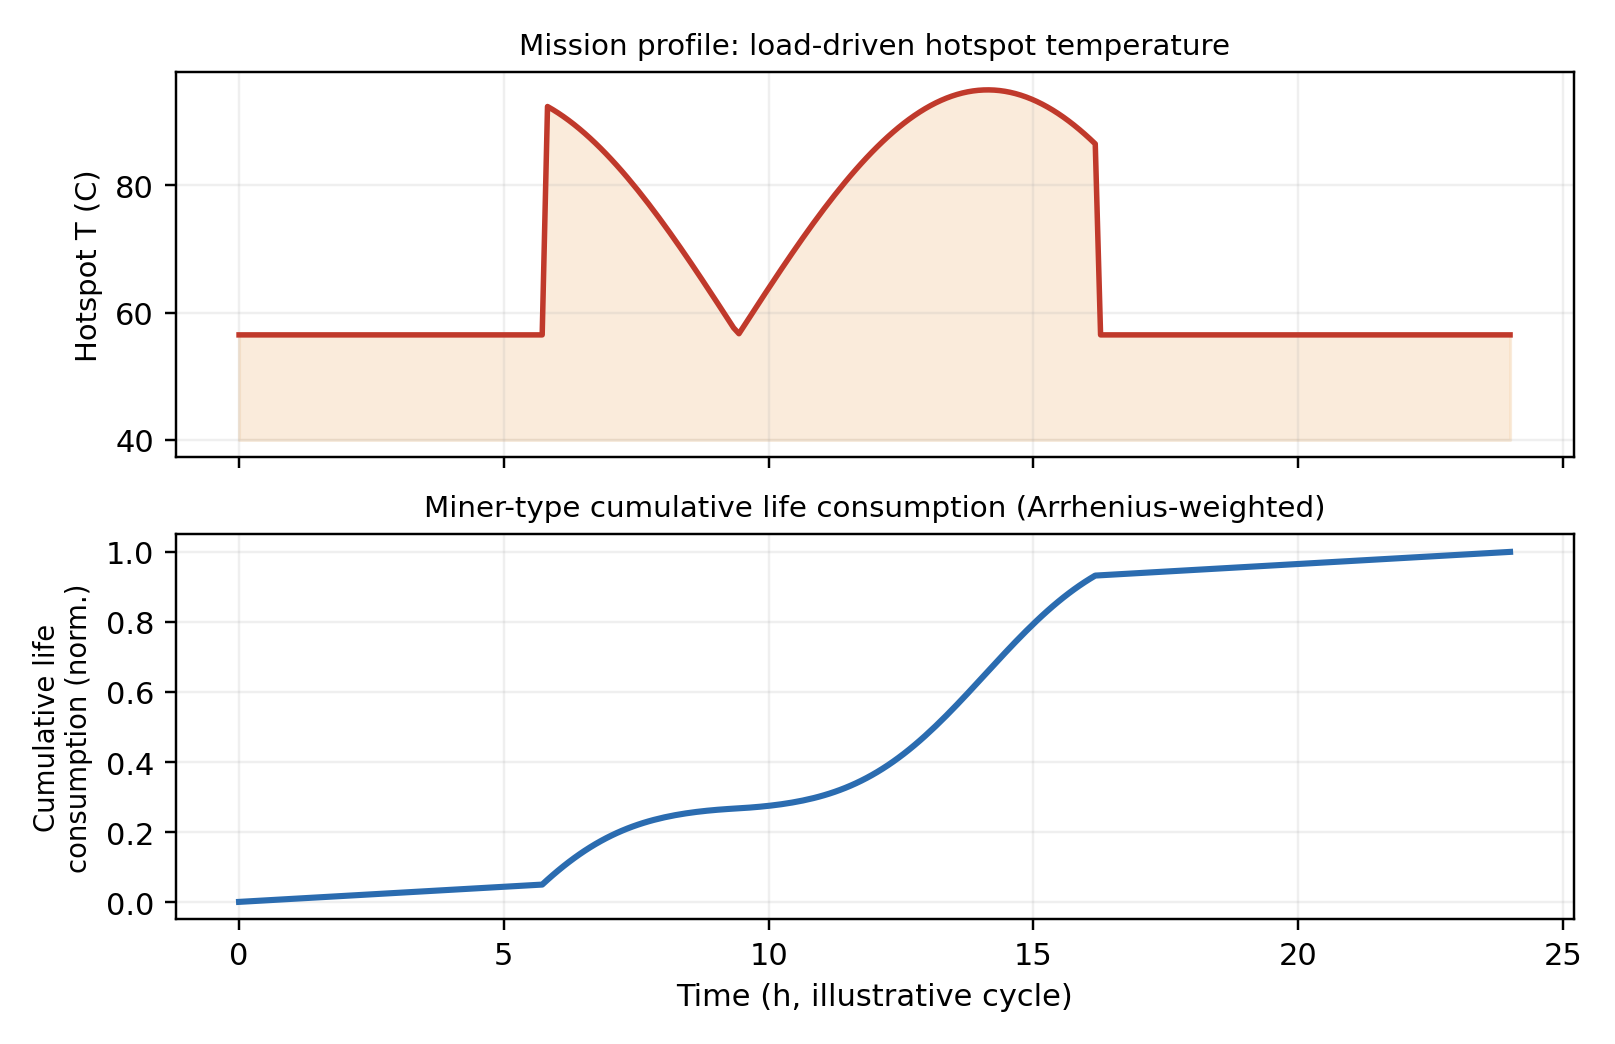 Mission profile: load-driven hotspot temperature
Hotspot T (C)
80
60
40
Miner-type cumulative life consumption (Arrhenius-weighted)
Cumulative life
consumption (norm.)
1.0
0.8
0.6
0.4
0.2
0.0
0 5 10 15 20 25
Time (h, illustrative cycle)